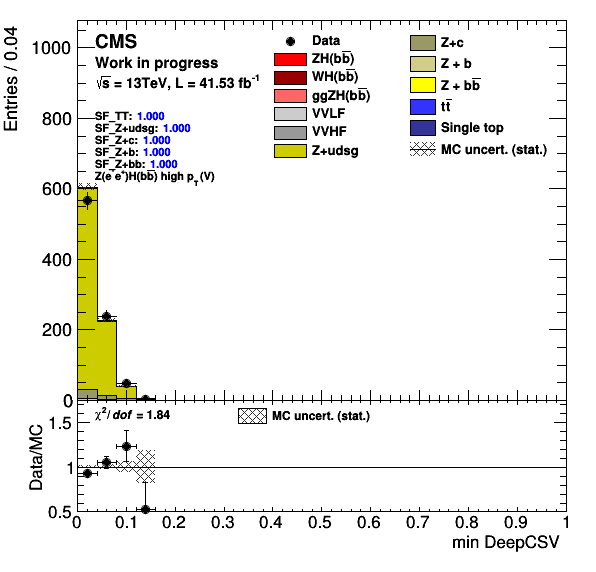 CMS
Work in progress
√s = 13TeV, L = 41.53 fb⁻¹
SF_TT: 1.000
SF_Z+udsg: 1.000
SF_Z+c: 1.000
SF_Z+b: 1.000
SF_Z+bb: 1.000
Z(e⁻e⁺)H(bb̅) high p_T(V)
Data
ZH(bb̅)
WH(bb̅)
ggZH(bb̅)
VVLF
VVHF
Z+udsg
Z+c
Z + b
Z + bb̅
tt̅
Single top
MC uncert. (stat.)
Entries / 0.04
1000
800
600
400
200
0
χ²/dof = 1.84
MC uncert. (stat.)
Data/MC
1.5
1
0.5
0 0.1 0.2 0.3 0.4 0.5 0.6 0.7 0.8 0.9 1
min DeepCSV